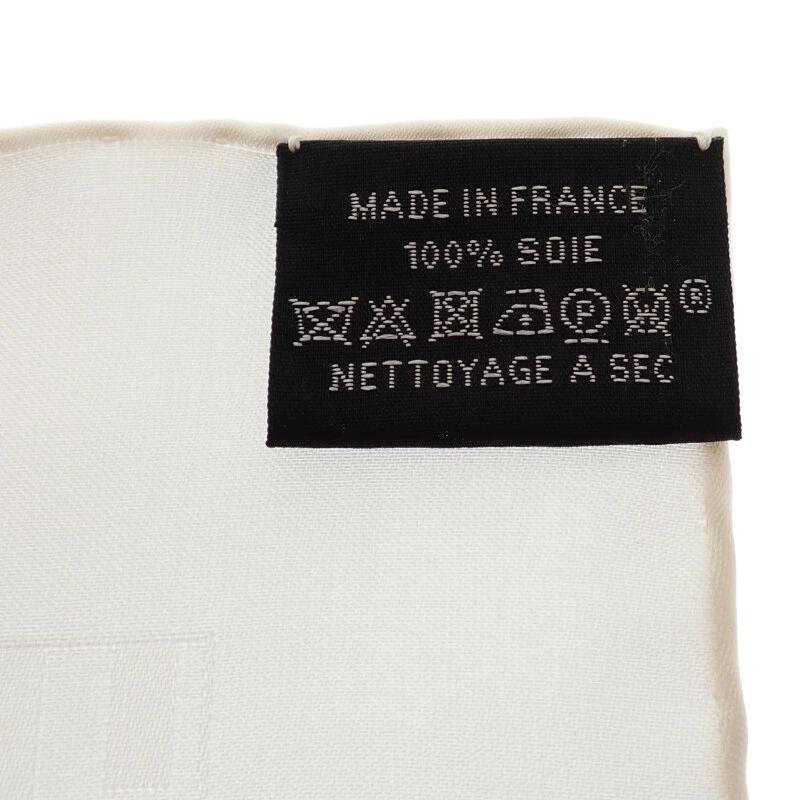 MADE IN FRANCE
100% SOIE
P ®
NETTOYAGE A SEC